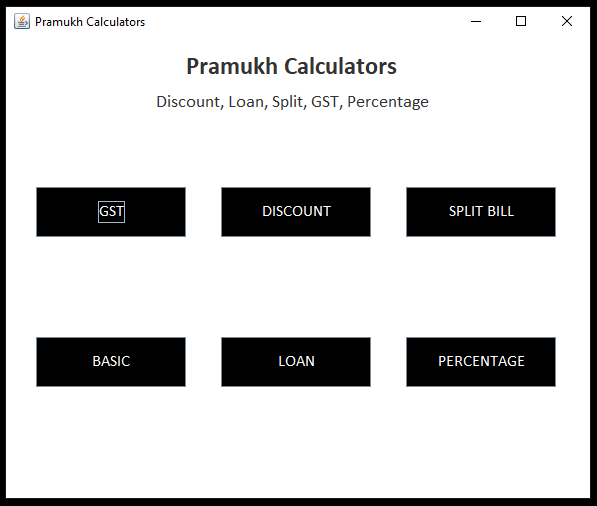 Pramukh Calculators
Pramukh Calculators
Discount, Loan, Split, GST, Percentage
GST DISCOUNT SPLIT BILL
BASIC LOAN PERCENTAGE